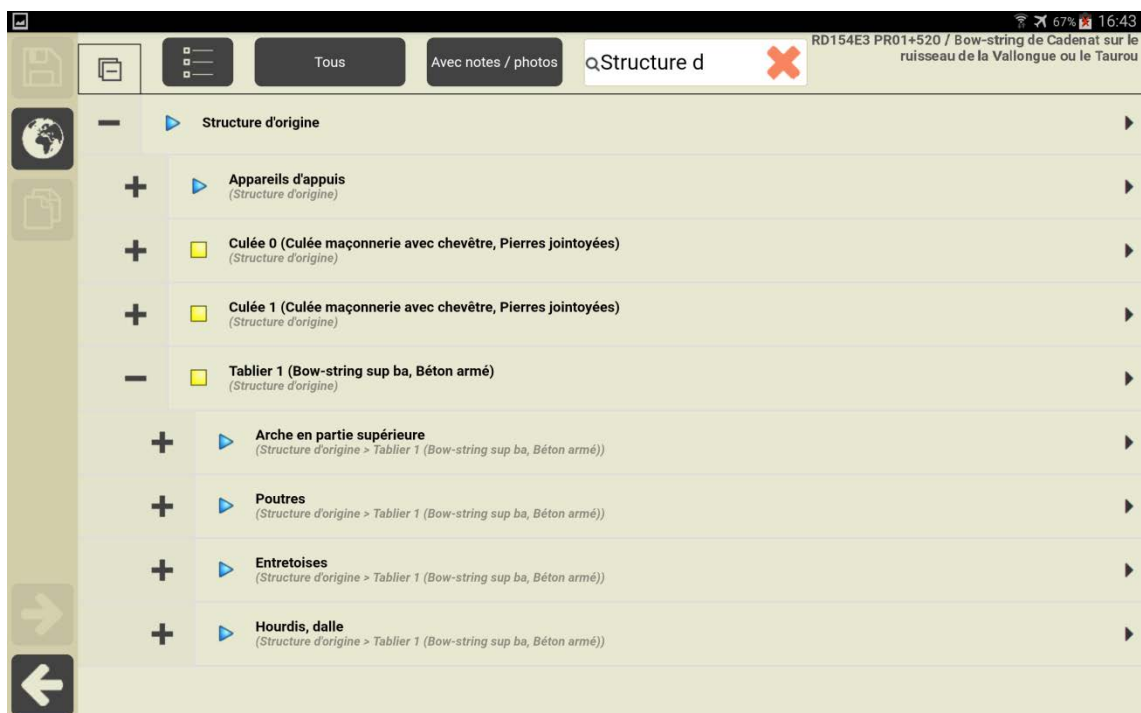 67% 16:43
Tous
Avec notes / photos
Structure d
RD154E3 PR01+520 / Bow-string de Cadenat sur le
ruisseau de la Vallongue ou le Taurou
Structure d'origine
Appareils d'appuis
(Structure d'origine)
Culée 0 (Culée maçonnerie avec chevêtre, Pierres jointoyées)
(Structure d'origine)
Culée 1 (Culée maçonnerie avec chevêtre, Pierres jointoyées)
(Structure d'origine)
Tablier 1 (Bow-string sup ba, Béton armé)
(Structure d'origine)
Arche en partie supérieure
(Structure d'origine > Tablier 1 (Bow-string sup ba, Béton armé))
Poutres
(Structure d'origine > Tablier 1 (Bow-string sup ba, Béton armé))
Entretoises
(Structure d'origine > Tablier 1 (Bow-string sup ba, Béton armé))
Hourdis, dalle
(Structure d'origine > Tablier 1 (Bow-string sup ba, Béton armé))